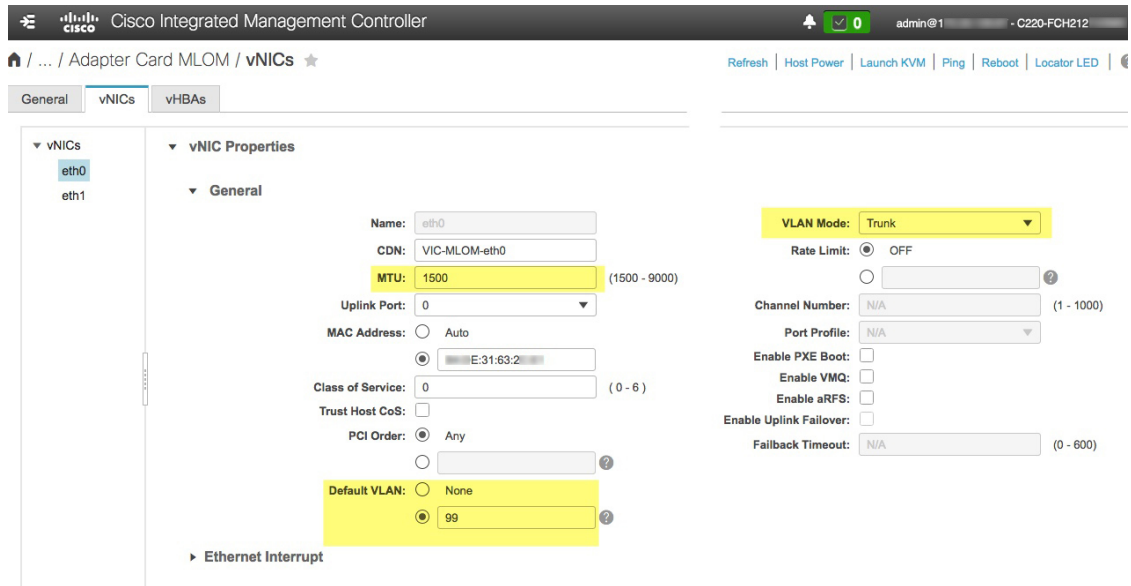 cisco Cisco Integrated Management Controller
0 admin@1 - C220-FCH212
/ ... / Adapter Card MLOM / vNICs
Refresh | Host Power | Launch KVM | Ping | Reboot | Locator LED |
General vNICs vHBAs
vNICs
eth0
eth1
vNIC Properties
General
Name: eth0
CDN: VIC-MLOM-eth0
MTU: 1500 (1500 - 9000)
Uplink Port: 0
MAC Address: Auto
E:31:63:2
Class of Service: 0 ( 0 - 6 )
Trust Host CoS:
PCI Order: Any
?
Default VLAN: None
99 ?
VLAN Mode: Trunk
Rate Limit: OFF
?
Channel Number: N/A (1 - 1000)
Port Profile: N/A
Enable PXE Boot:
Enable VMQ:
Enable aRFS:
Enable Uplink Failover:
Failback Timeout: N/A (0 - 600)
Ethernet Interrupt